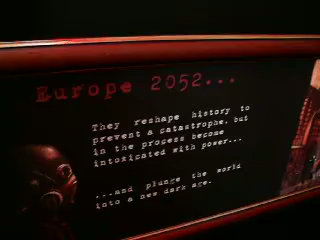 Europe 2052...
They reshape history to
prevent a catastrophe, but
in the process become
intoxicated with power...
...and plunge the world
into a new dark age.